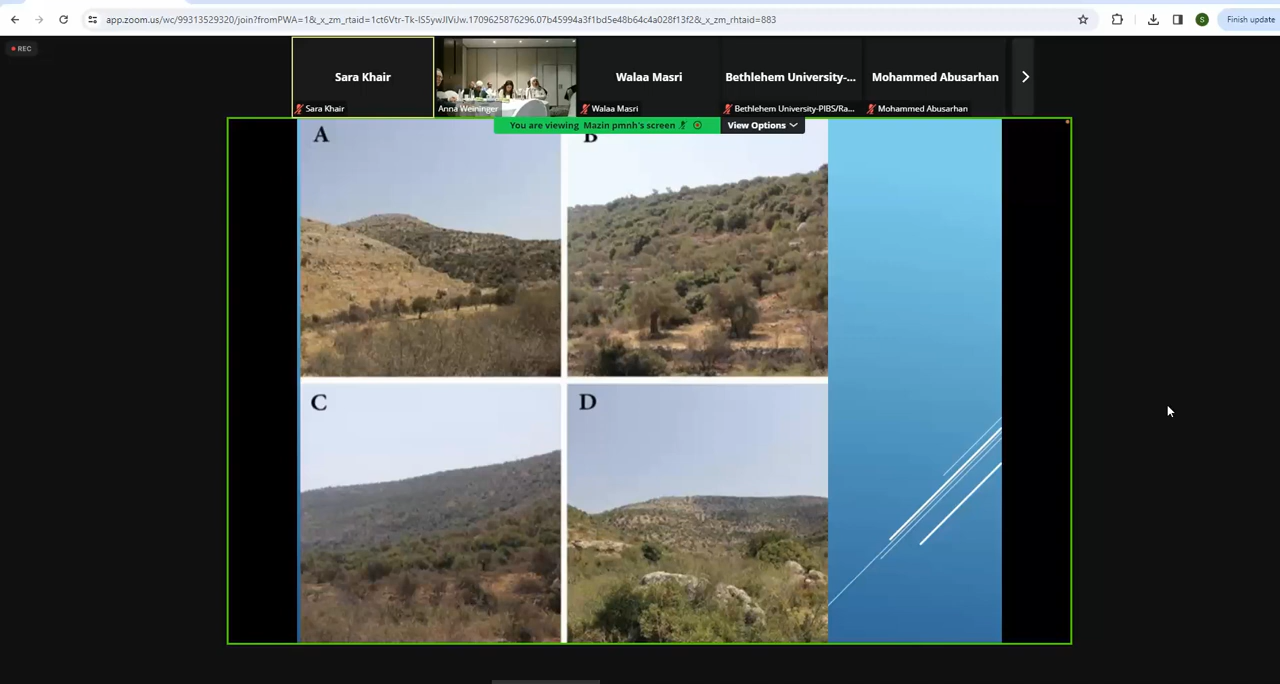 app.zoom.us/wc/99313529320/join?fromPWA=1&_x_zm_rtaid=1ct6Vtr-Tk-IS5ywJlViJw.1709625876296.07b45994a3f1bd5e48b64c4a028f13f2&_x_zm_rhtaid=883
S
Finish update
REC
Sara Khair
Walaa Masri
Bethlehem University-...
Mohammed Abusarhan
Sara Khair
Anna Weininger
Walaa Masri
Bethlehem University-PIBS/Ra...
Mohammed Abusarhan
You are viewing Mazin pmnh's screen
View Options
A
B
C
D